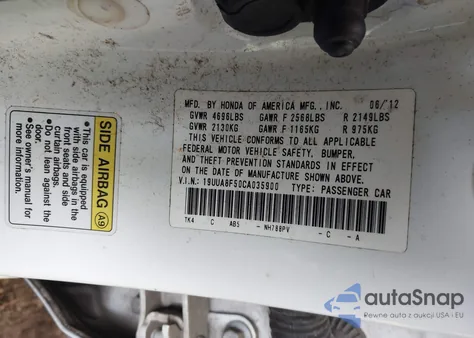 MFD. BY HONDA OF AMERICA MFG., INC. 06/12
GVWR 4696LBS GAWR F 2568LBS R 2149LBS
GVWR 2130KG GAWR F 1165KG R 975KG
THIS VEHICLE CONFORMS TO ALL APPLICABLE
FEDERAL MOTOR VEHICLE SAFETY, BUMPER,
AND THEFT PREVENTION STANDARDS IN EFFECT
ON THE DATE OF MANUFACTURE SHOWN ABOVE.
V.I.N.: 19UUA8F50CA035900 TYPE: PASSENGER CAR
TK4 C AB5 - NH788PV - C - A
SIDE AIRBAG A9
• This car is equipped
with side airbags in the
front seats and side
curtain airbags.
• Do not lean against the
door.
• See owner's manual for
more information.
autoSnap
Pewne auta z aukcji USA i EU